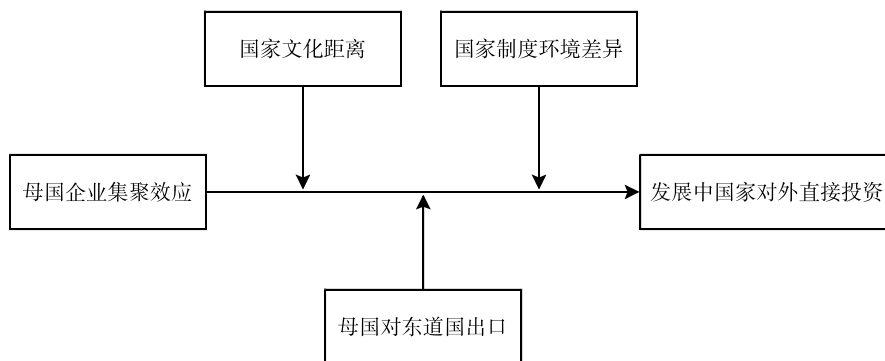 国家文化距离
国家制度环境差异
母国企业集聚效应
发展中国家对外直接投资
母国对东道国出口